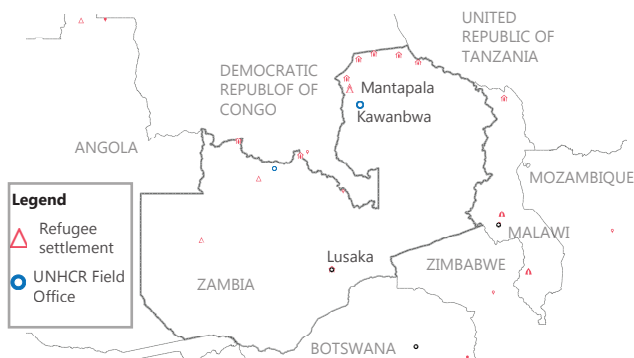 UNITED
REPUBLIC OF
TANZANIA
DEMOCRATIC
REPUBLOF OF
CONGO
Mantapala
Kawanbwa
ANGOLA
MOZAMBIQUE
Legend
Refugee
settlement
UNHCR Field
Office
MALAWI
Lusaka
ZIMBABWE
ZAMBIA
BOTSWANA